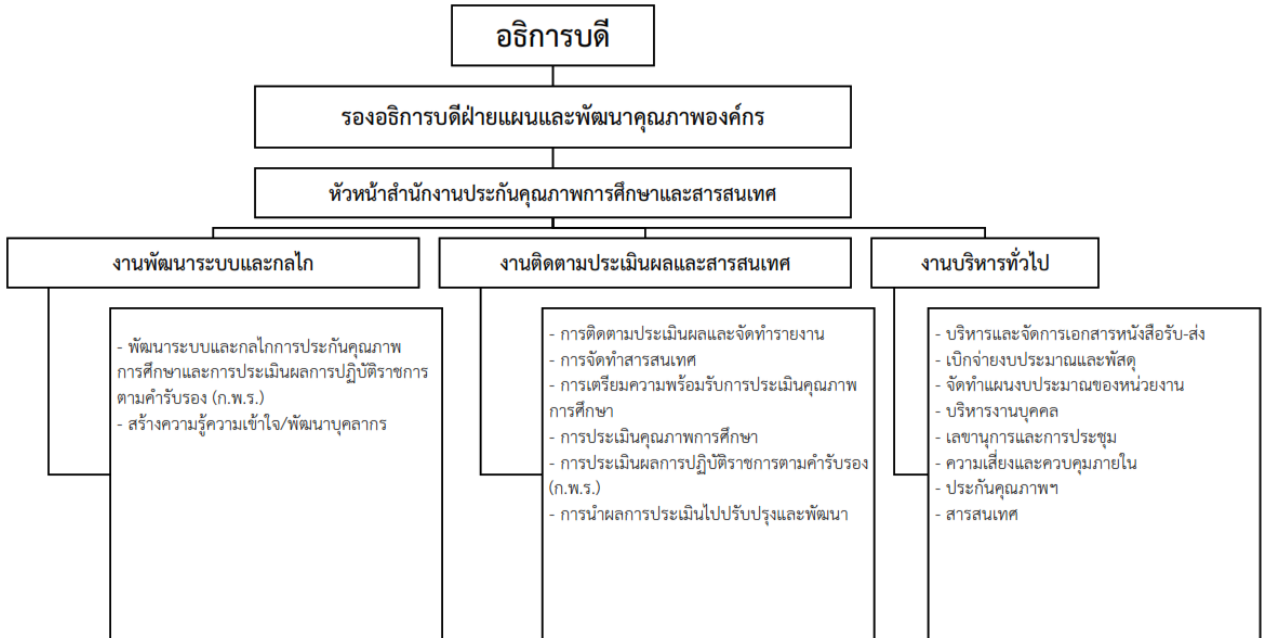 อธิการบดี
รองอธิการบดีฝ่ายแผนและพัฒนาคุณภาพองค์กร
หัวหน้าสำนักงานประกันคุณภาพการศึกษาและสารสนเทศ
งานพัฒนาระบบและกลไก
- พัฒนาระบบและกลไกการประกันคุณภาพ
การศึกษาและการประเมินผลการปฏิบัติราชการ
ตามคำรับรอง (ก.พ.ร.)
- สร้างความรู้ความเข้าใจ/พัฒนาบุคลากร
งานติดตามประเมินผลและสารสนเทศ
- การติดตามประเมินผลและจัดทำรายงาน
- การจัดทำสารสนเทศ
- การเตรียมความพร้อมรับการประเมินคุณภาพ
การศึกษา
- การประเมินคุณภาพการศึกษา
- การประเมินผลการปฏิบัติราชการตามคำรับรอง
(ก.พ.ร.)
- การนำผลการประเมินไปปรับปรุงและพัฒนา
งานบริหารทั่วไป
- บริหารและจัดการเอกสารหนังสือรับ-ส่ง
- เบิกจ่ายงบประมาณและพัสดุ
- จัดทำแผนงบประมาณของหน่วยงาน
- บริหารงานบุคคล
- เลขานุการและการประชุม
- ความเสี่ยงและควบคุมภายใน
- ประกันคุณภาพฯ
- สารสนเทศ